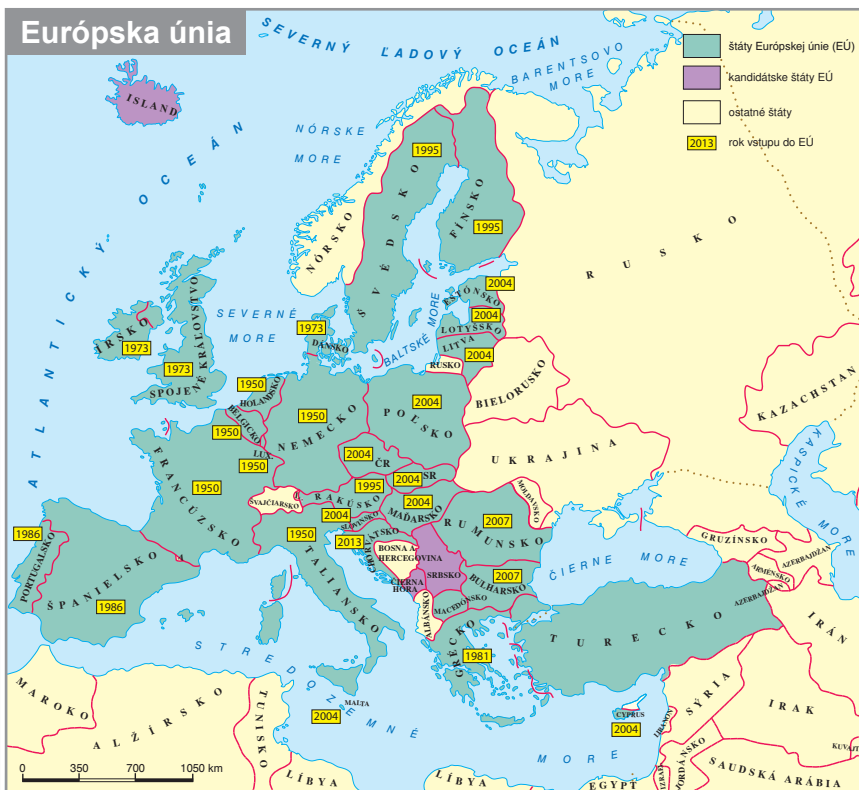 Európska únia
SEVERNÝ ĽADOVÝ OCEÁN
BARENTSOVO
MORE
štáty Európskej únie (EÚ)
kandidátske štáty EÚ
ostatné štáty
2013 rok vstupu do EÚ
ISLAND
NÓRSKE
MORE
ATLANTICKÝ OCEÁN
1995
ŠVÉDSKO
FÍNSKO
1995
NÓRSKO
RUSKO
2004
ESTÓNSKO
2004
LOTYŠSKO
LITVA
2004
RUSKO
BALTSKÉ MORE
SEVERNÉ
MORE
1973
DÁNSKO
ÍRSKO
1973
SPOJENÉ KRÁĽOVSTVO
1973
1950
HOLANDSKO
BELGICKO
1950
LUX.
1950
1950
NEMECKO
2004
POĽSKO
BIELORUSKO
KAZACHSTAN
UKRAJINA
KASPICKÉ MORE
1950
FRANCÚZSKO
2004
ČR
2004
SR
1995
RAKÚSKO
ŠVAJČIARSKO
2004
MAĎARSKO
2004
SLOVINSKO
MOLDAVSKO
2007
RUMUNSKO
1950
TALIANSKO
2013
CHORVÁTSKO
BOSNA A
HERCEGOVINA
ČIERNA
HORA
SRBSKO
2007
BULHARSKO
ČIERNE MORE
GRUZÍNSKO
AZERBAJDŽAN
ARMÉNSKO
AZERBAJDŽAN
MACEDÓNSKO
ALBÁNSKO
GRÉCKO
1981
TURECKO
IRÁN
1986
PORTUGALSKO
ŠPANIELSKO
1986
STREDOZEMNÉ
MORE
MALTA
2004
CYPRUS
2004
LIBANON
SÝRIA
IRAK
KUVAJT
IZRAEL
JORDÁNSKO
SAUDSKÁ ARÁBIA
MAROKO
ALŽÍRSKO
TUNISKO
LÍBYA
LÍBYA
EGYPT
0 350 700 1050 km